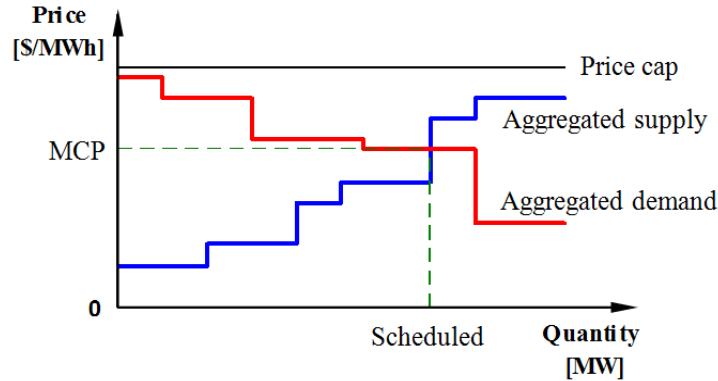 Price
[$/MWh]
Price cap
Aggregated supply
MCP
Aggregated demand
0
Scheduled
Quantity
[MW]